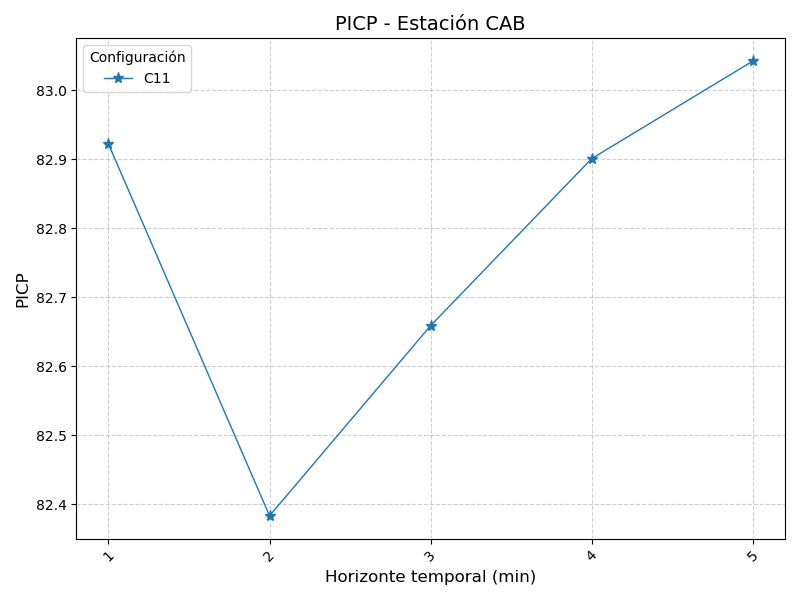 PICP - Estación CAB
Configuración
C11
83.0
82.9
82.8
82.7
82.6
82.5
82.4
PICP
1
2
3
4
5
Horizonte temporal (min)